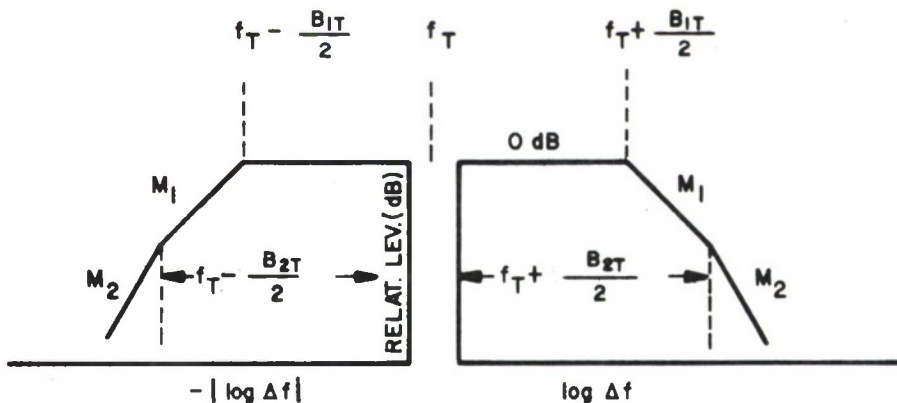 f_T - B_1T/2
f_T
f_T + B_1T/2
0 dB
M_1
M_1
RELAT. LEV. (dB)
M_2
f_T - B_2T/2
f_T + B_2T/2
M_2
-|log Δf|
log Δf